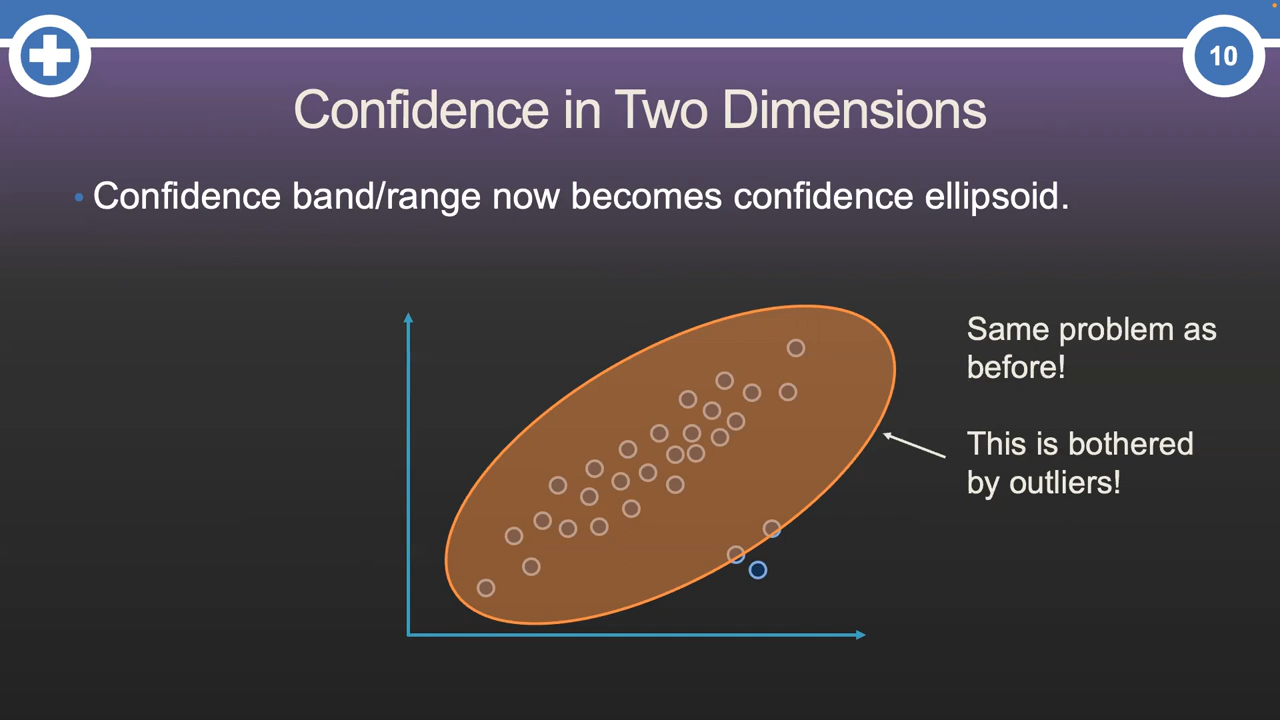 10
Confidence in Two Dimensions
• Confidence band/range now becomes confidence ellipsoid.
Same problem as
before!
This is bothered
by outliers!